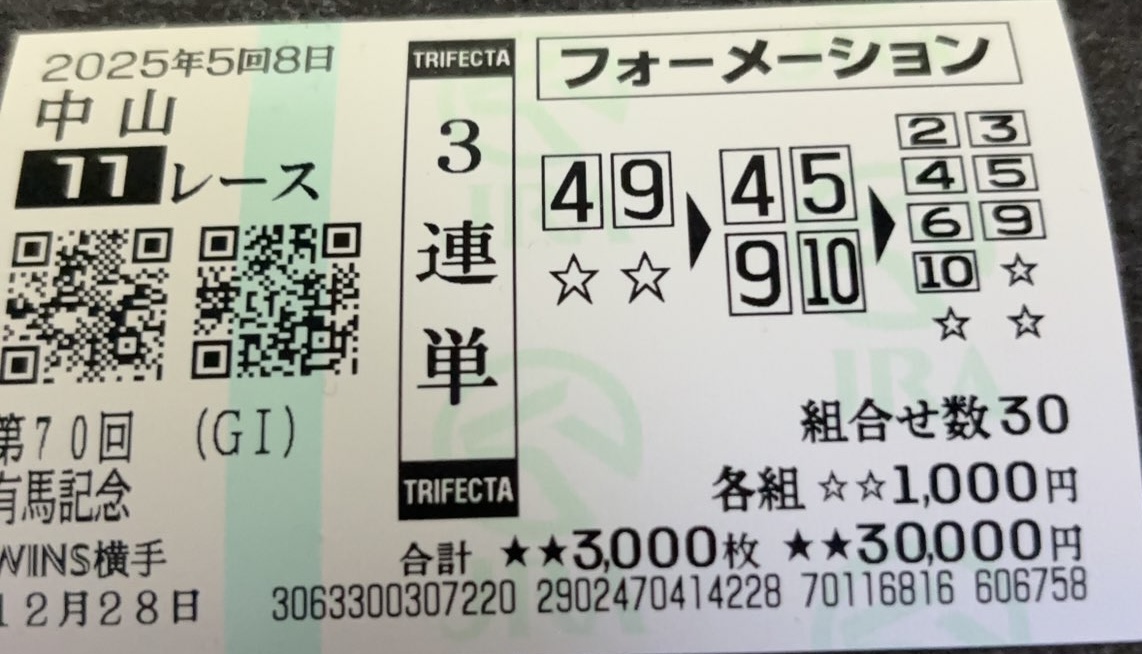 2025年5回8日
中山
11レース
第70回 (GI)
有馬記念
WINS横手
12月28日
TRIFECTA
3連単
TRIFECTA
フォーメーション
4 9 ▶ 4 5 ▶ 2 3
☆ ☆ 9 10 4 5
6 9
10 ☆
☆ ☆
組合せ数30
各組 ☆☆1,000円
合計 ★★3,000枚 ★★30,000円
3063300307220 2902470414228 70116816 606758